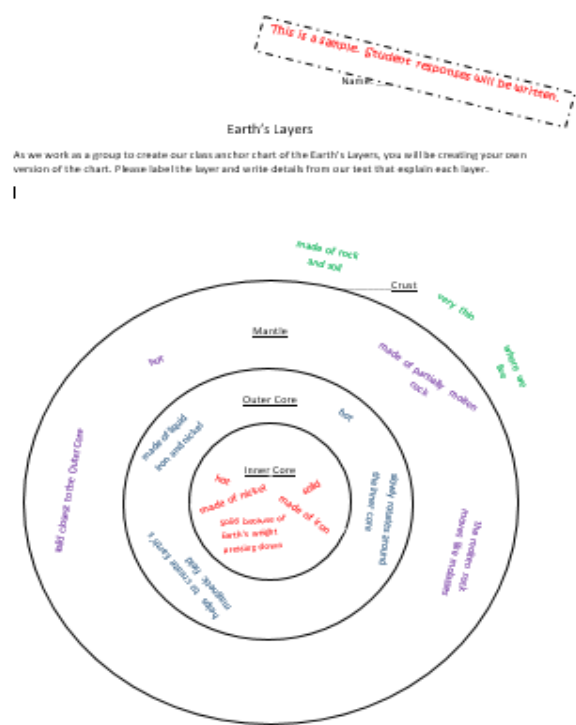 This is a sample. Student responses will be written.
Name
Earth's Layers
As we work as a group to create our class anchor chart of the Earth's Layers, you will be creating your own
version of the chart. Please label the layer and write details from our text that explain each layer.
made of rock
and soil
Crust
very thin
where we
live
Mantle
hot
made of partially molten
rock
solid closest to the Outer Core
the molten rock
moves like molasses
Outer Core
hot
made of liquid
iron and nickel
slowly rotates around
the inner core
helps to create Earth's
magnetic field
Inner Core
hot
solid
made of nickel
made of iron
solid because of
Earth's weight
pressing down